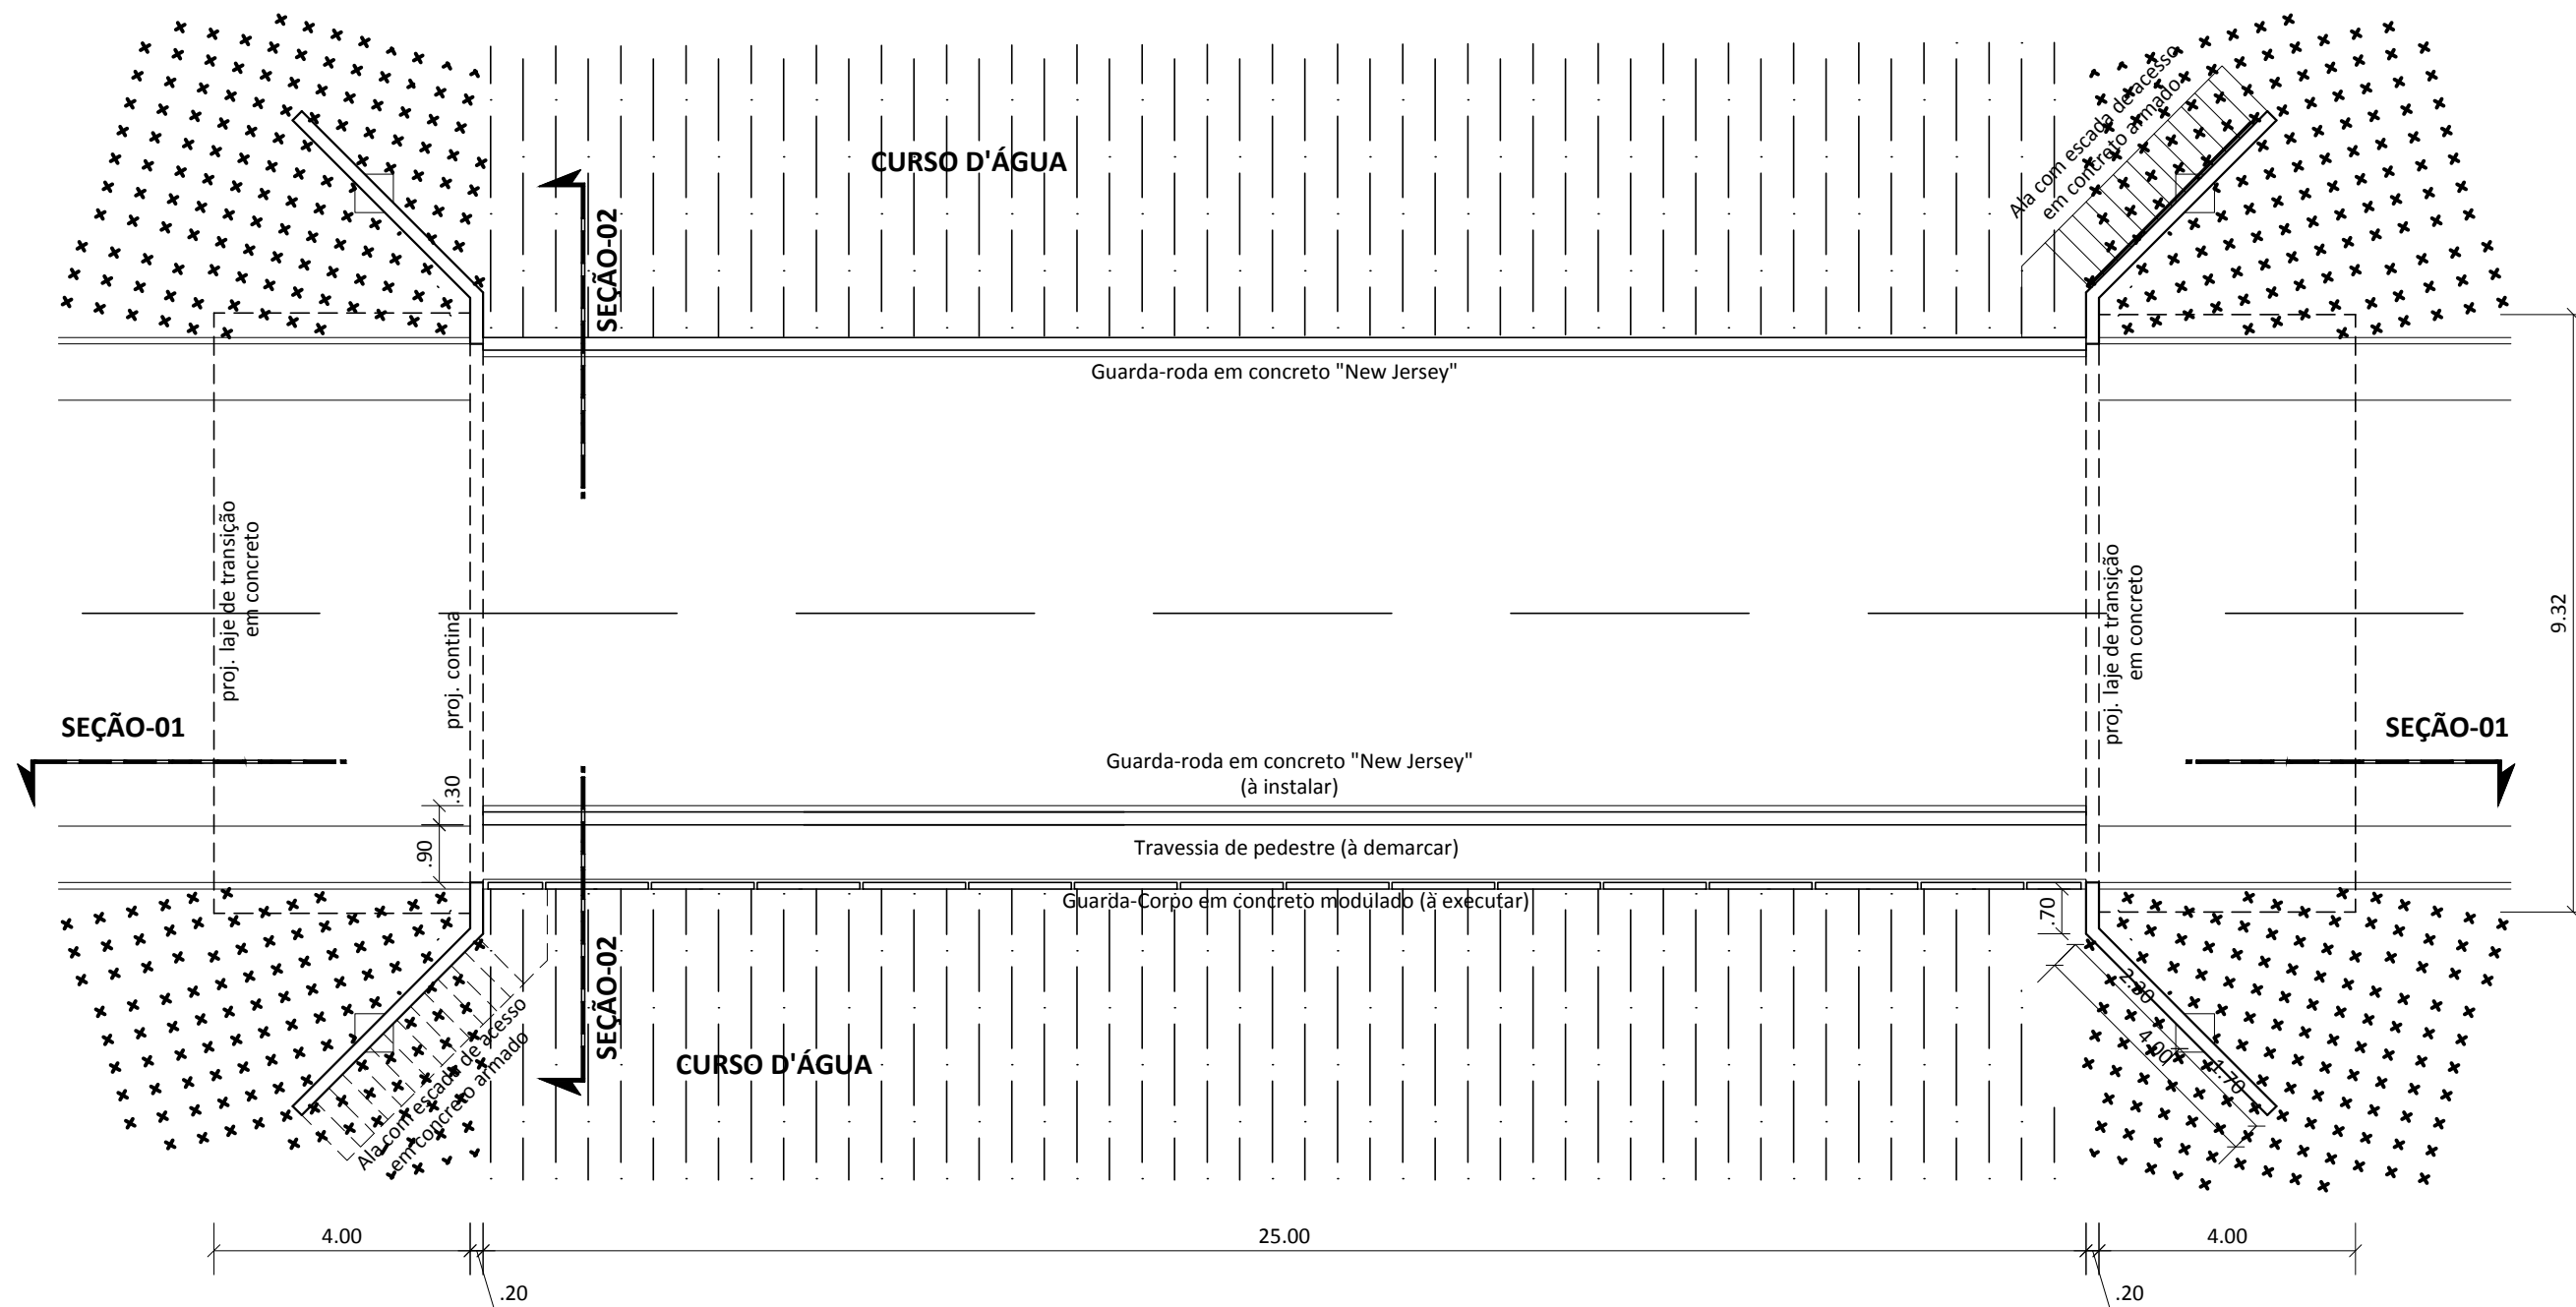 Ala com escada de acesso
em concreto armado
CURSO D'ÁGUA
SEÇÃO-02
Guarda-roda em concreto "New Jersey"
proj. laje de transição
em concreto
proj. contina
proj. laje de transição
em concreto
9.32
SEÇÃO-01
SEÇÃO-01
Guarda-roda em concreto "New Jersey"
(à instalar)
.30
.90
Travessia de pedestre (à demarcar)
Guarda-Corpo em concreto modulado (à executar)
.70
SEÇÃO-02
2.30
4.00
1.70
CURSO D'ÁGUA
Ala com escada de acesso
em concreto armado
4.00
25.00
4.00
.20
.20